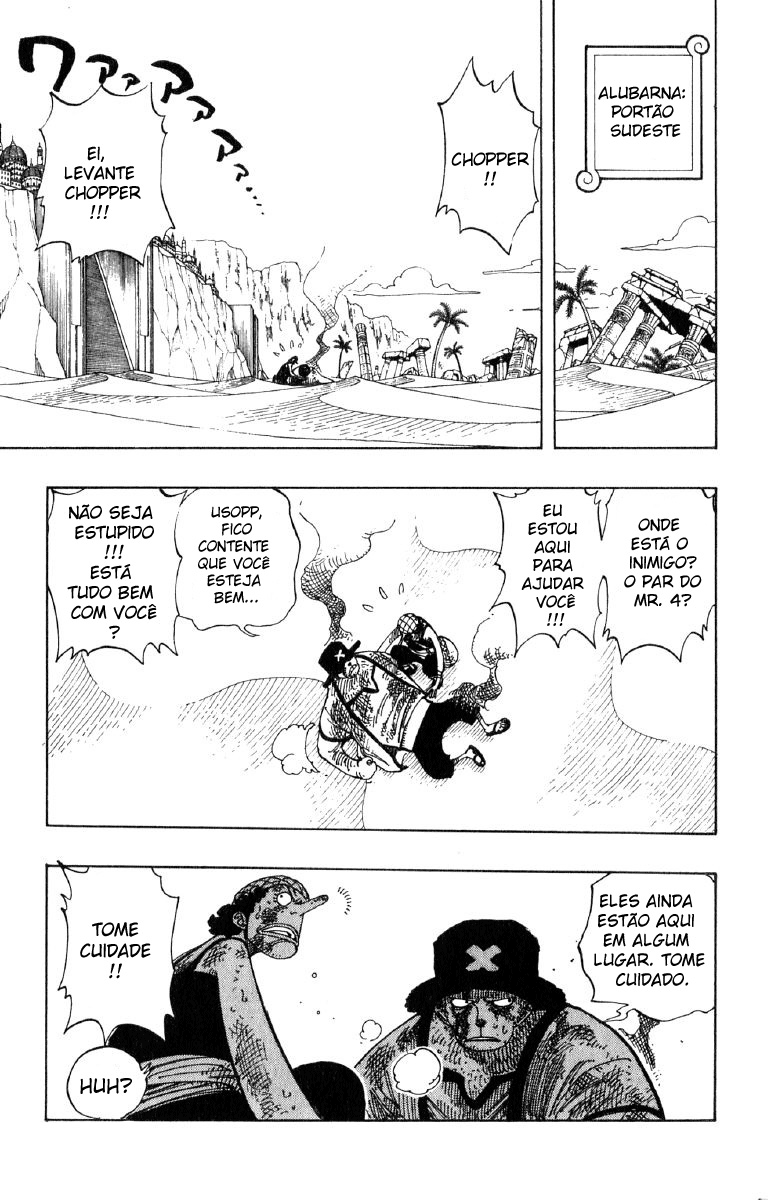 ALUBARNA:
PORTÃO
SUDESTE
CHOPPER
!!
EI,
LEVANTE
CHOPPER
!!!
ワァァァァァァ...
ONDE
ESTÁ O
INIMIGO?
O PAR DO
MR. 4?
EU
ESTOU
AQUI
PARA
AJUDAR
VOCÊ
!!!
USOPP,
FICO
CONTENTE
QUE VOCÊ
ESTEJA
BEM...
NÃO SEJA
ESTUPIDO
!!!
ESTÁ
TUDO BEM
COM VOCÊ
?
ELES AINDA
ESTÃO AQUI
EM ALGUM
LUGAR. TOME
CUIDADO.
TOME
CUIDADE
!!
HUH?